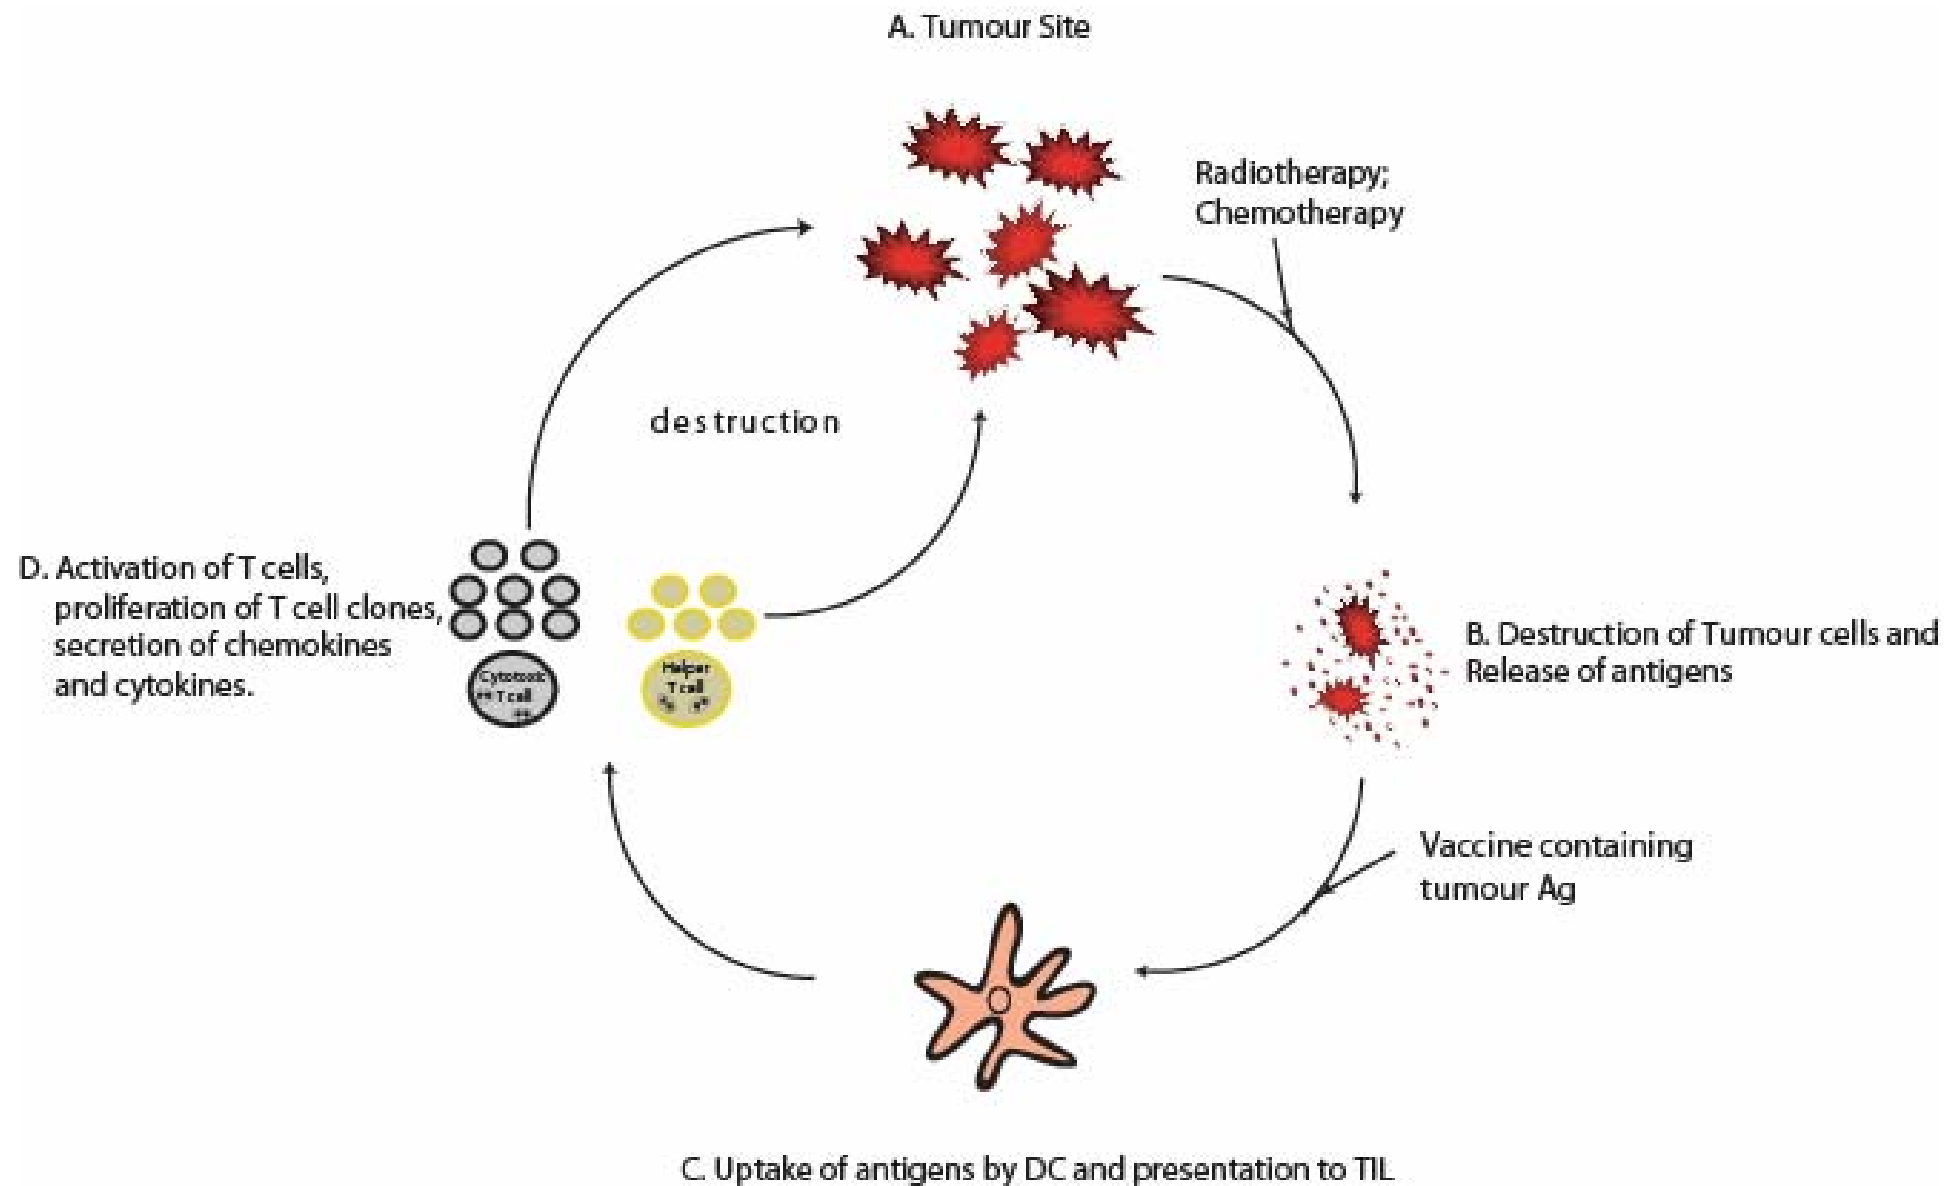 A. Tumour Site
Radiotherapy;
Chemotherapy
destruction
D. Activation of T cells,
proliferation of T cell clones,
secretion of chemokines
and cytokines.
Cytotoxic
T cell
Helper
T cell
B. Destruction of Tumour cells and
Release of antigens
Vaccine containing
tumour Ag
C. Uptake of antigens by DC and presentation to TIL